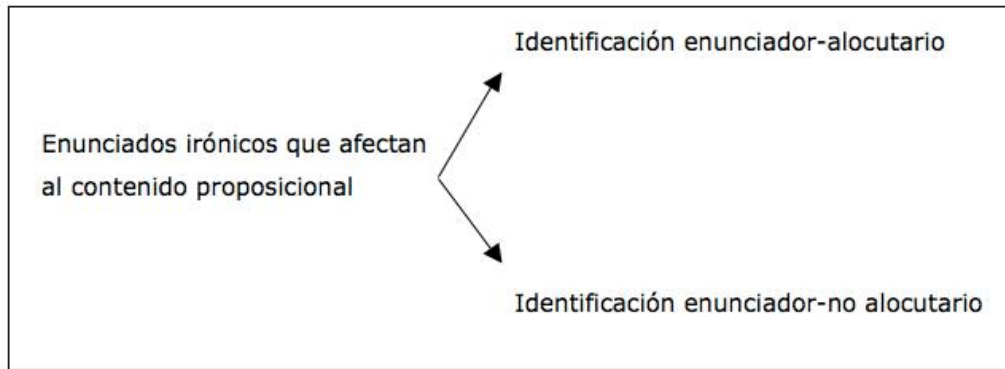 Identificación enunciador-alocutario
Enunciados irónicos que afectan
al contenido proposicional
Identificación enunciador-no alocutario